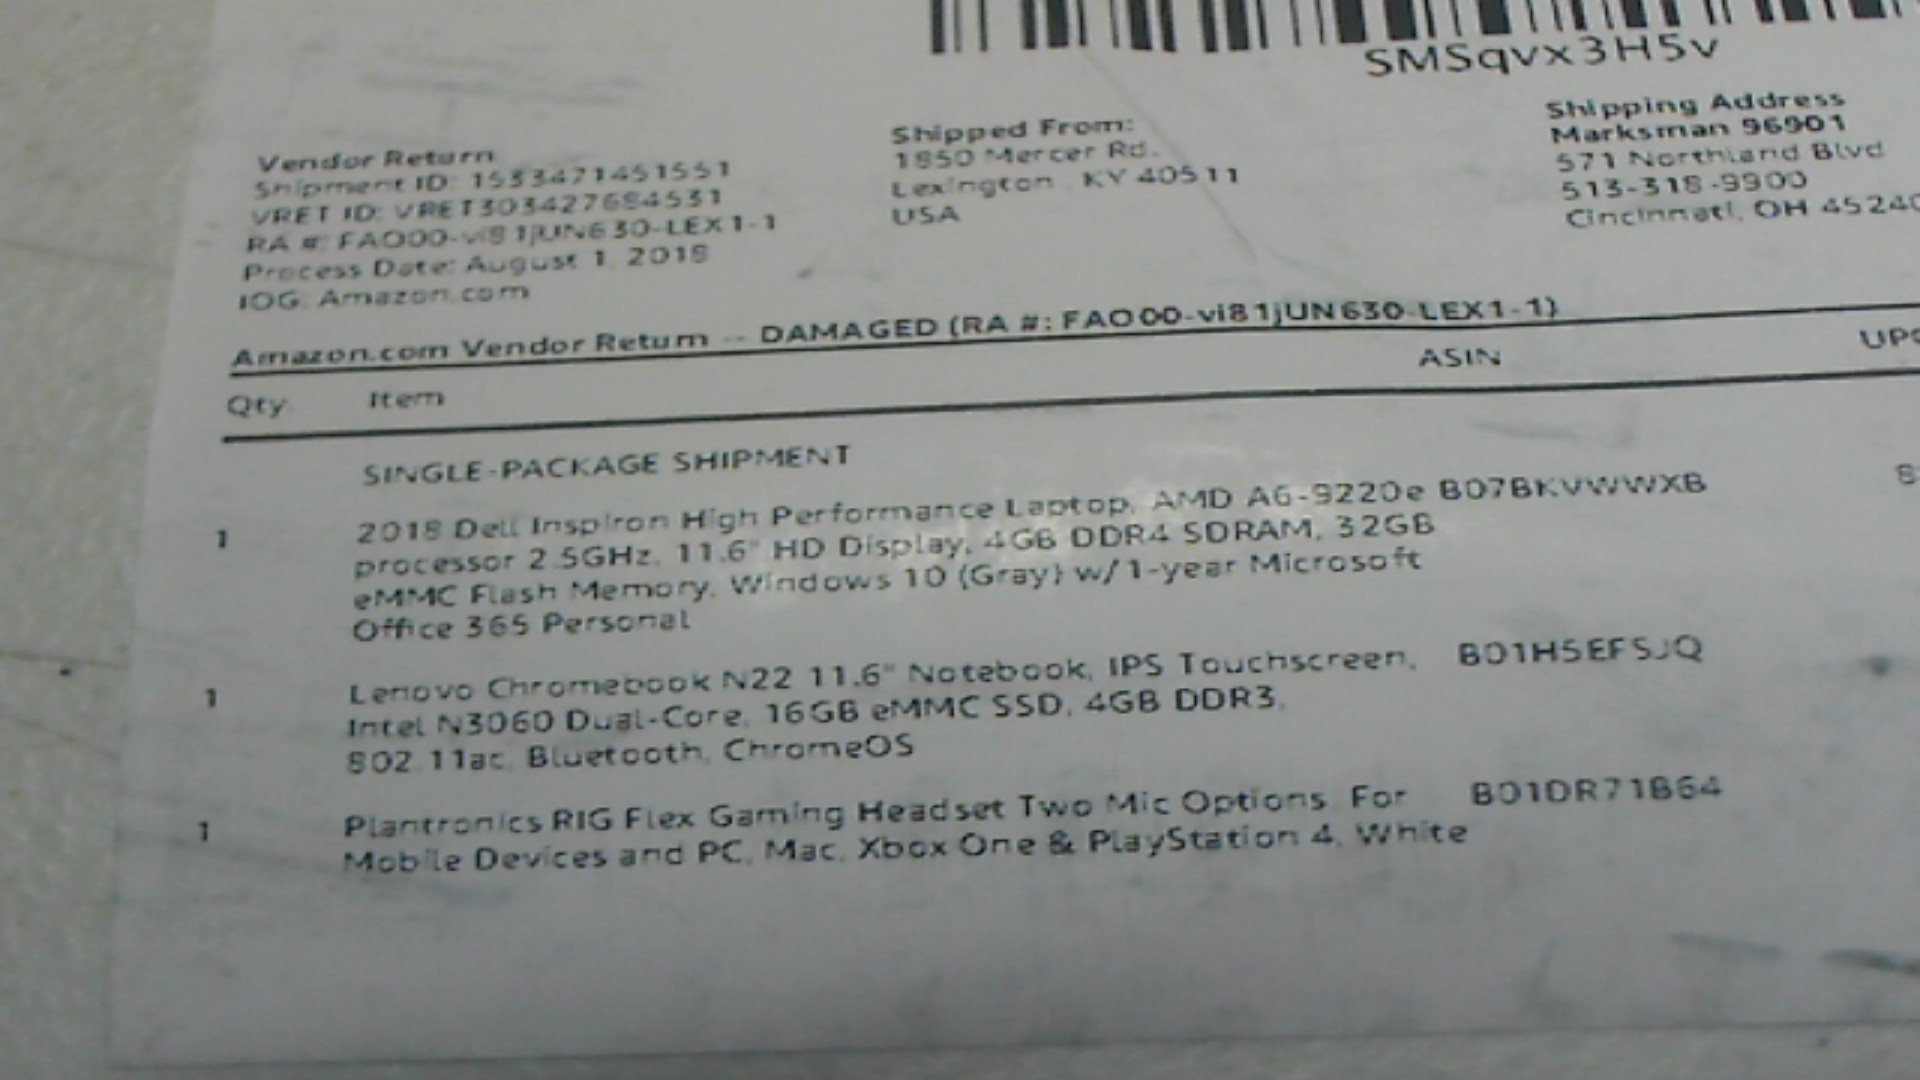 SMSqvx3H5v
Vendor Return
Shipment ID: 1533471451551
VRET ID: VRET303427684531
RA #: FAO00-vi81jUN630-LEX1-1
Process Date: August 1, 2018
IOG: Amazon.com
Shipped From:
1850 Mercer Rd.
Lexington, KY 40511
USA
Shipping Address
Marksman 96901
571 Northland Blvd
513-318-9900
Cincinnati, OH 45240
Amazon.com Vendor Return -- DAMAGED (RA #: FAO00-vi81jUN630-LEX1-1)
Qty Item ASIN
SINGLE-PACKAGE SHIPMENT
1 2018 Dell Inspiron High Performance Laptop, AMD A6-9220e B07BKVWWXB
processor 2.5GHz, 11.6" HD Display, 4GB DDR4 SDRAM, 32GB
eMMC Flash Memory, Windows 10 (Gray) w/ 1-year Microsoft
Office 365 Personal
1 Lenovo Chromebook N22 11.6" Notebook, IPS Touchscreen, B01H5EFSJQ
Intel N3060 Dual-Core, 16GB eMMC SSD, 4GB DDR3,
802.11ac, Bluetooth, ChromeOS
1 Plantronics RIG Flex Gaming Headset Two Mic Options For B01DR71B64
Mobile Devices and PC, Mac, Xbox One & PlayStation 4, White